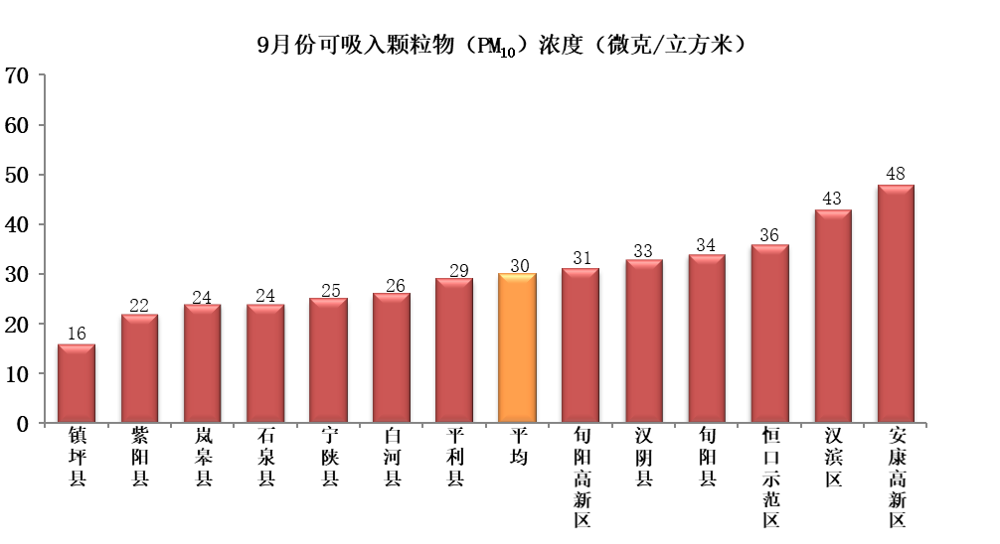 9月份可吸入颗粒物（PM10）浓度（微克/立方米）
70
60
50
40
30
20
10
0
16
22
24
24
25
26
29
30
31
33
34
36
43
48
镇坪县
紫阳县
岚皋县
石泉县
宁陕县
白河县
平利县
平均
旬阳高新区
汉阴县
旬阳县
恒口示范区
汉滨区
安康高新区